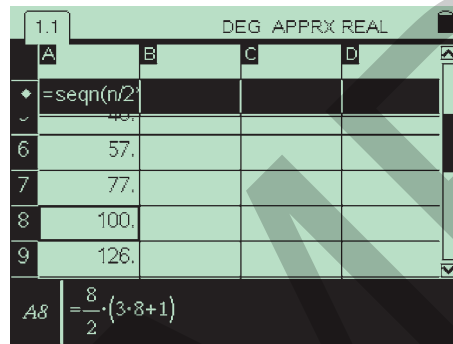 1.1 DEG APPRX REAL
A B C D
=seqn(n/2*
6 57.
7 77.
8 100.
9 126.
A8 =8/2·(3·8+1)